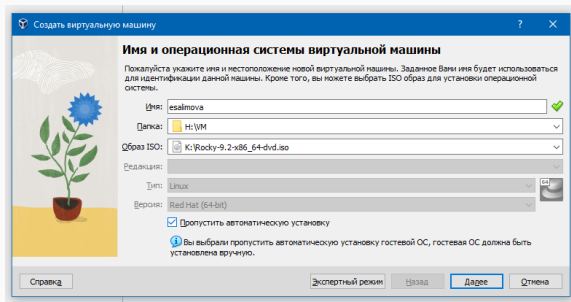 Создать виртуальную машину
?
Имя и операционная системы виртуальной машины
Пожалуйста укажите имя и местоположение новой виртуальной машины. Заданное Вами имя будет использоваться
для идентификации данной машины. Кроме того, вы можете выбрать ISO образ для установки операционной
системы.
Имя: esalimova
Папка: H:\VM
Образ ISO: K:\Rocky-9.2-x86_64-dvd.iso
Редакция:
Тип: Linux
64
Версия: Red Hat (64-bit)
Пропустить автоматическую установку
Вы выбрали пропустить автоматическую установку гостевой ОС, гостевая ОС должна быть
установлена вручную.
Справка Экспертный режим Назад Далее Отмена